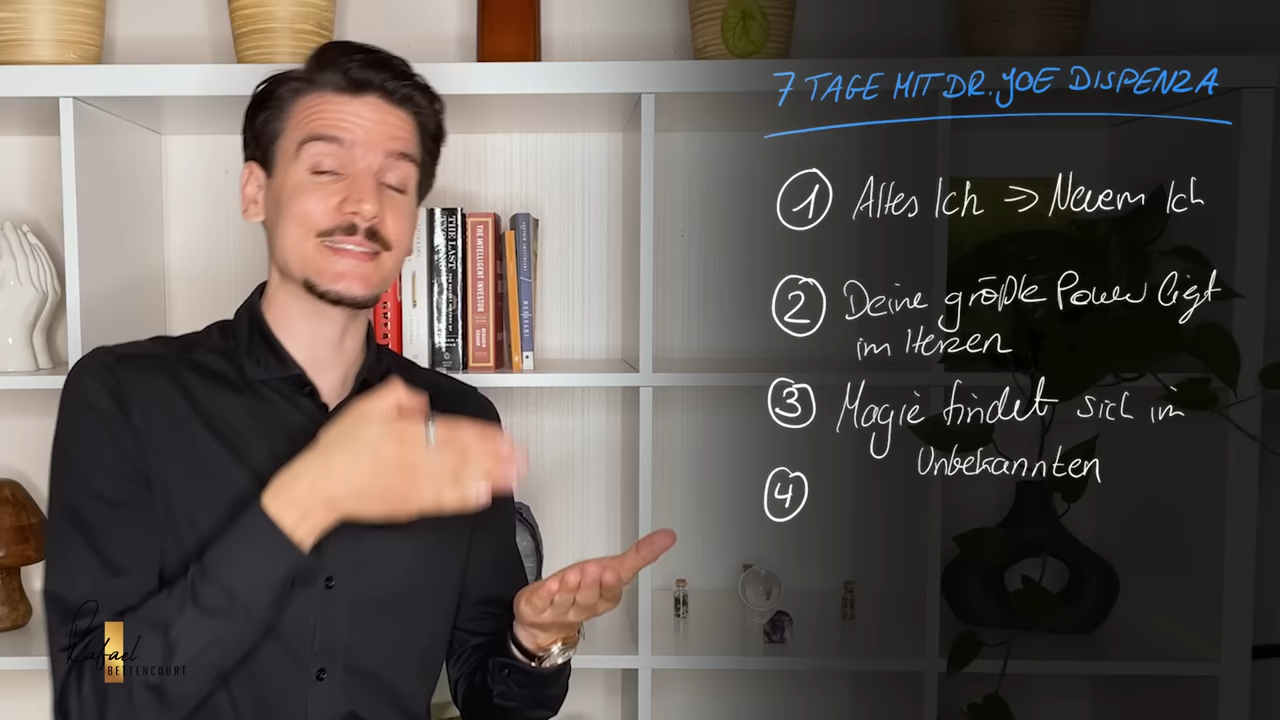 7 TAGE MIT DR. JOE DISPENZA
1 Altes Ich => Neuem Ich
2 Deine größte Power liegt
im Herzen
3 Magie findet sich im
Unbekannten
4
THE LAST
THE INTELLIGENT INVESTOR
Rafael
BETTENCOURT